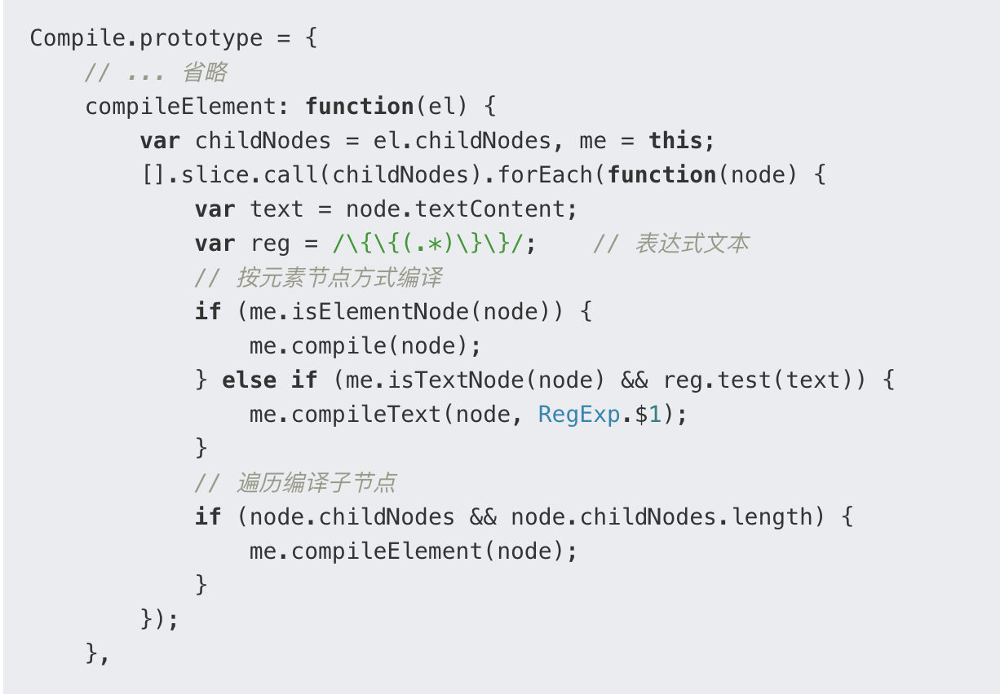 Compile.prototype = {
    // ... 省略
    compileElement: function(el) {
        var childNodes = el.childNodes, me = this;
        [].slice.call(childNodes).forEach(function(node) {
            var text = node.textContent;
            var reg = /\{\{(.*)\}\}/;    // 表达式文本
            // 按元素节点方式编译
            if (me.isElementNode(node)) {
                me.compile(node);
            } else if (me.isTextNode(node) && reg.test(text)) {
                me.compileText(node, RegExp.$1);
            }
            // 遍历编译子节点
            if (node.childNodes && node.childNodes.length) {
                me.compileElement(node);
            }
        });
    },